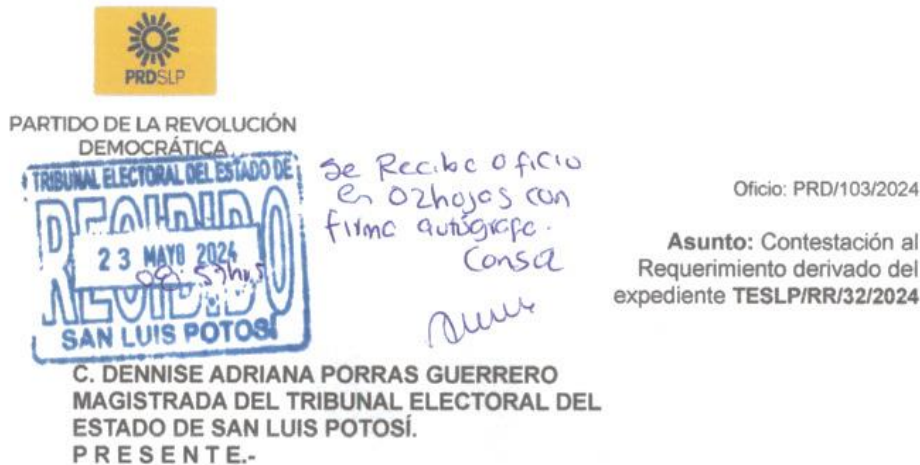 PRDSLP
PARTIDO DE LA REVOLUCIÓN
DEMOCRÁTICA
TRIBUNAL ELECTORAL DEL ESTADO DE
RECIBIDO
23 MAYO 2024
SAN LUIS POTOSÍ
Se Recibe oficio
en 02hojas con
firma autógrafa.
Oficio: PRD/103/2024
Asunto: Contestación al
Requerimiento derivado del
expediente TESLP/RR/32/2024
C. DENNISE ADRIANA PORRAS GUERRERO
MAGISTRADA DEL TRIBUNAL ELECTORAL DEL
ESTADO DE SAN LUIS POTOSÍ.
P R E S E N T E.-